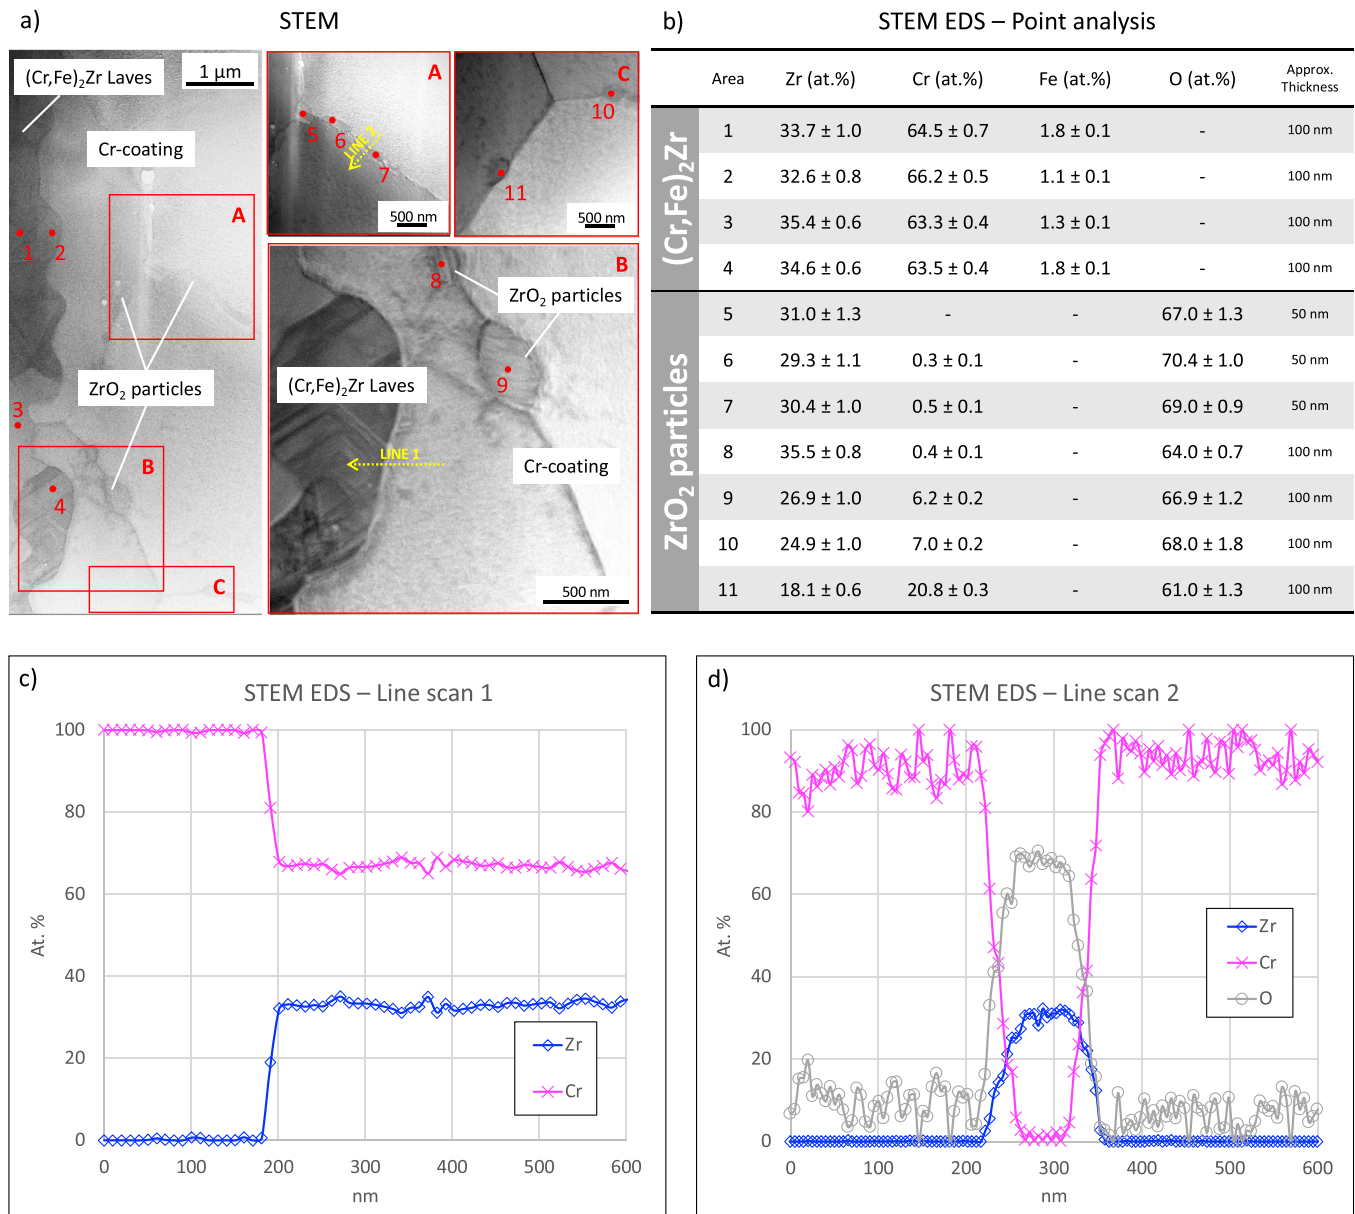 a) STEM
(Cr,Fe)2Zr Laves
1 µm
Cr-coating
A
1 2
ZrO2 particles
3
B
4
C
A
5 6 7
LINE 2
500 nm
C
10
11
500 nm
B
8
ZrO2 particles
9
(Cr,Fe)2Zr Laves
LINE 1
Cr-coating
500 nm
b) STEM EDS – Point analysis
Area Zr (at.%) Cr (at.%) Fe (at.%) O (at.%) Approx. Thickness
(Cr,Fe)2Zr
1 33.7 ± 1.0 64.5 ± 0.7 1.8 ± 0.1 - 100 nm
2 32.6 ± 0.8 66.2 ± 0.5 1.1 ± 0.1 - 100 nm
3 35.4 ± 0.6 63.3 ± 0.4 1.3 ± 0.1 - 100 nm
4 34.6 ± 0.6 63.5 ± 0.4 1.8 ± 0.1 - 100 nm
ZrO2 particles
5 31.0 ± 1.3 - - 67.0 ± 1.3 50 nm
6 29.3 ± 1.1 0.3 ± 0.1 - 70.4 ± 1.0 50 nm
7 30.4 ± 1.0 0.5 ± 0.1 - 69.0 ± 0.9 50 nm
8 35.5 ± 0.8 0.4 ± 0.1 - 64.0 ± 0.7 100 nm
9 26.9 ± 1.0 6.2 ± 0.2 - 66.9 ± 1.2 100 nm
10 24.9 ± 1.0 7.0 ± 0.2 - 68.0 ± 1.8 100 nm
11 18.1 ± 0.6 20.8 ± 0.3 - 61.0 ± 1.3 100 nm
c) STEM EDS – Line scan 1
100
80
60
40
20
0
At. %
Zr
Cr
0 100 200 300 400 500 600
nm
d) STEM EDS – Line scan 2
100
80
60
40
20
0
At. %
Zr
Cr
O
0 100 200 300 400 500 600
nm